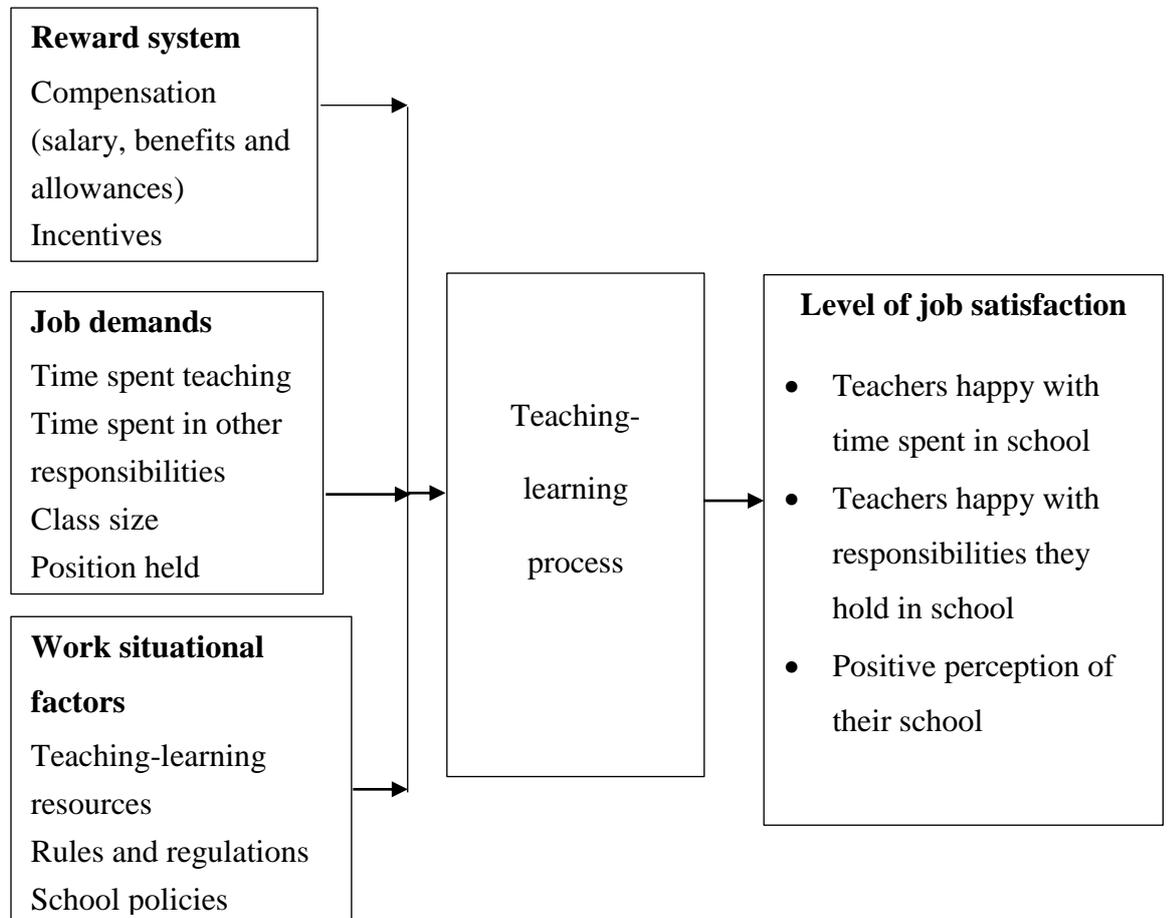 Reward system
Compensation
(salary, benefits and
allowances)
Incentives
Job demands
Time spent teaching
Time spent in other
responsibilities
Class size
Position held
Work situational
factors
Teaching-learning
resources
Rules and regulations
School policies
Teaching-
learning
process
Level of job satisfaction
• Teachers happy with
time spent in school
• Teachers happy with
responsibilities they
hold in school
• Positive perception of
their school